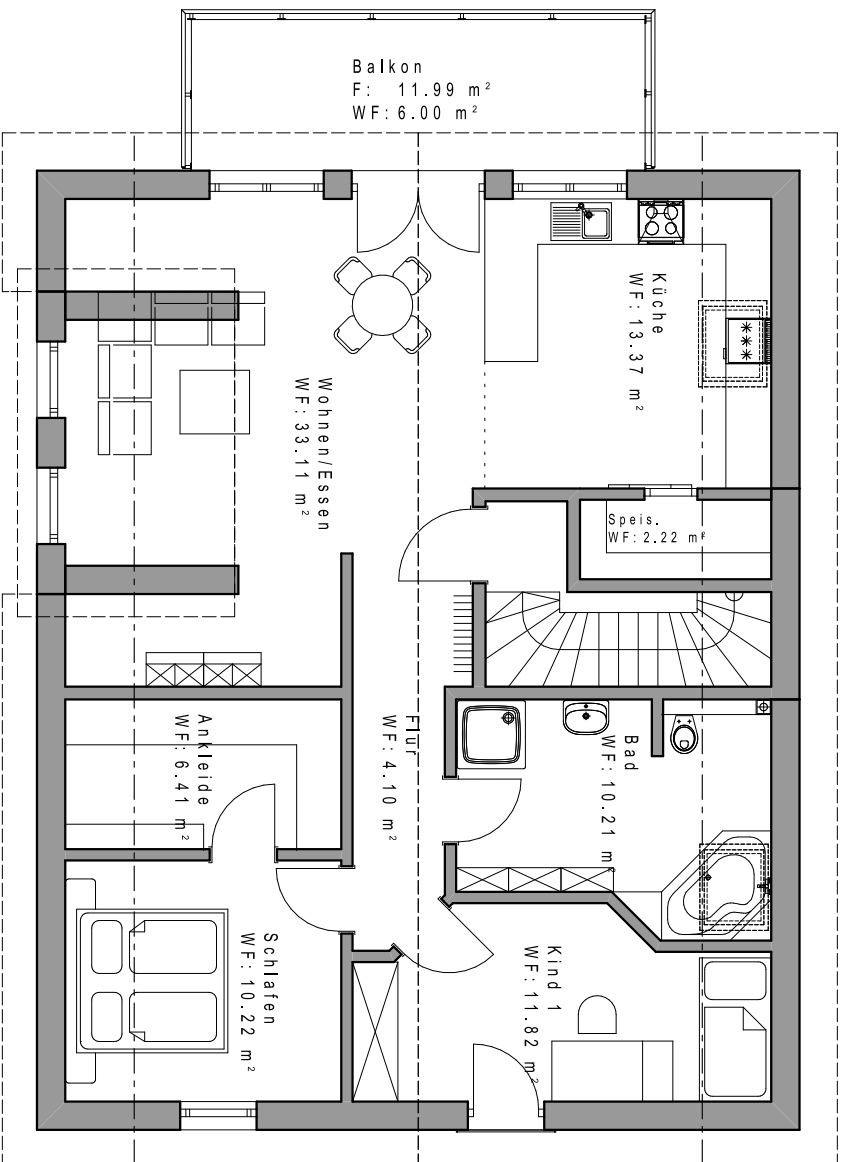 Balkon
F: 11.99 m²
WF: 6.00 m²
Küche
WF: 13.37 m²
Wohnen/Essen
WF: 33.11 m²
Speis.
WF: 2.22 m²
Ankleide
WF: 6.41 m²
Flur
WF: 4.10 m²
Bad
WF: 10.21 m²
Schlafen
WF: 10.22 m²
Kind 1
WF: 11.82 m²